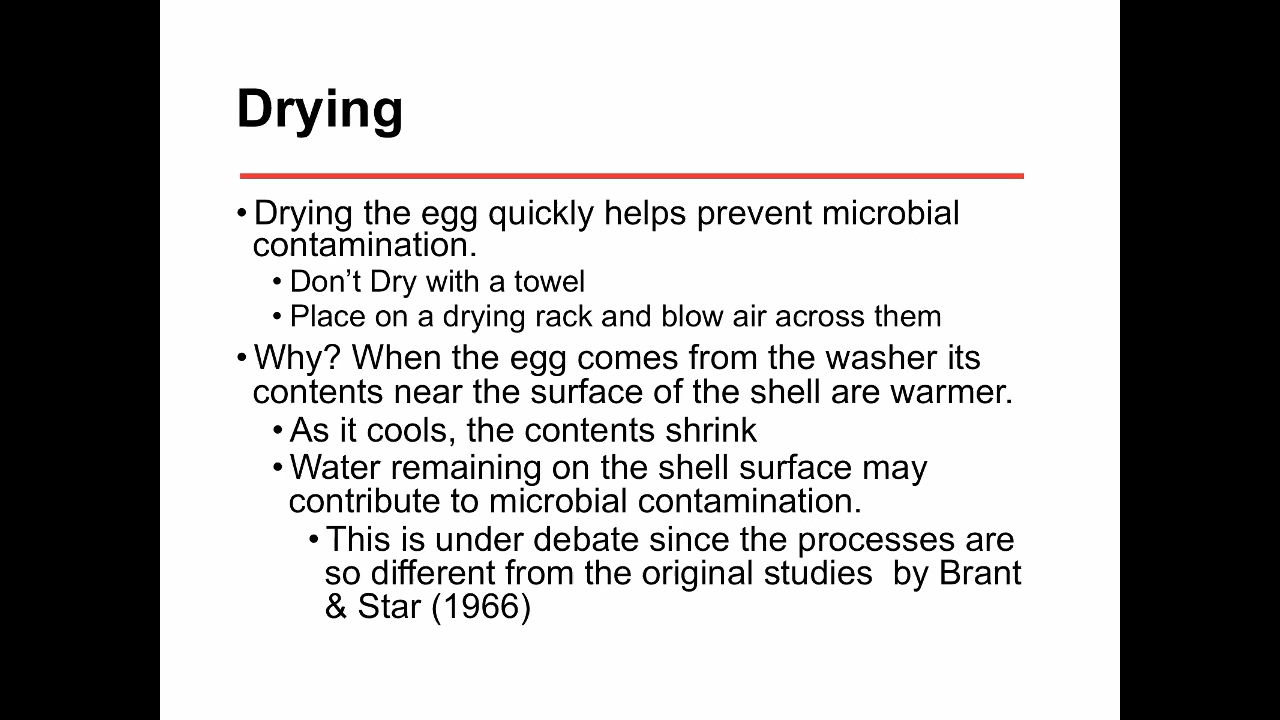 Drying
• Drying the egg quickly helps prevent microbial
contamination.
• Don’t Dry with a towel
• Place on a drying rack and blow air across them
• Why? When the egg comes from the washer its
contents near the surface of the shell are warmer.
• As it cools, the contents shrink
• Water remaining on the shell surface may
contribute to microbial contamination.
• This is under debate since the processes are
so different from the original studies  by Brant
& Star (1966)